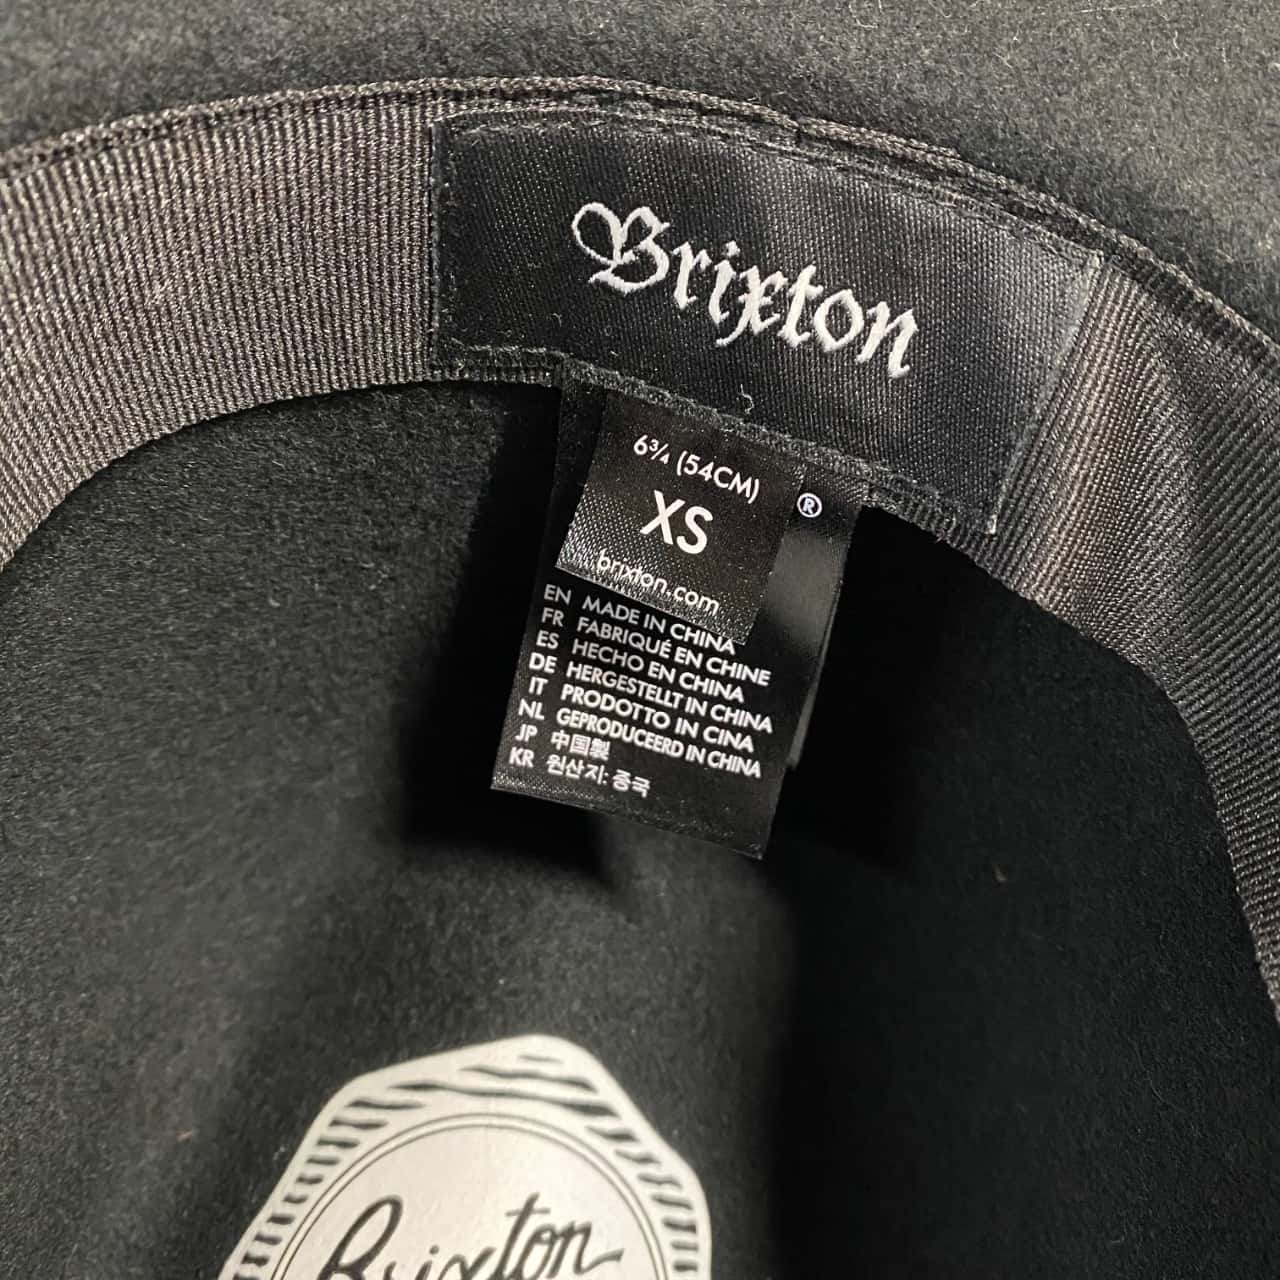 Brixton
6¾ (54CM)
XS
®
brixton.com
EN MADE IN CHINA
FR FABRIQUÉ EN CHINE
ES HECHO EN CHINA
DE HERGESTELLT IN CHINA
IT PRODOTTO IN CINA
NL GEPRODUCEERD IN CHINA
JP 中国製
KR 원산지: 중국
Brixton